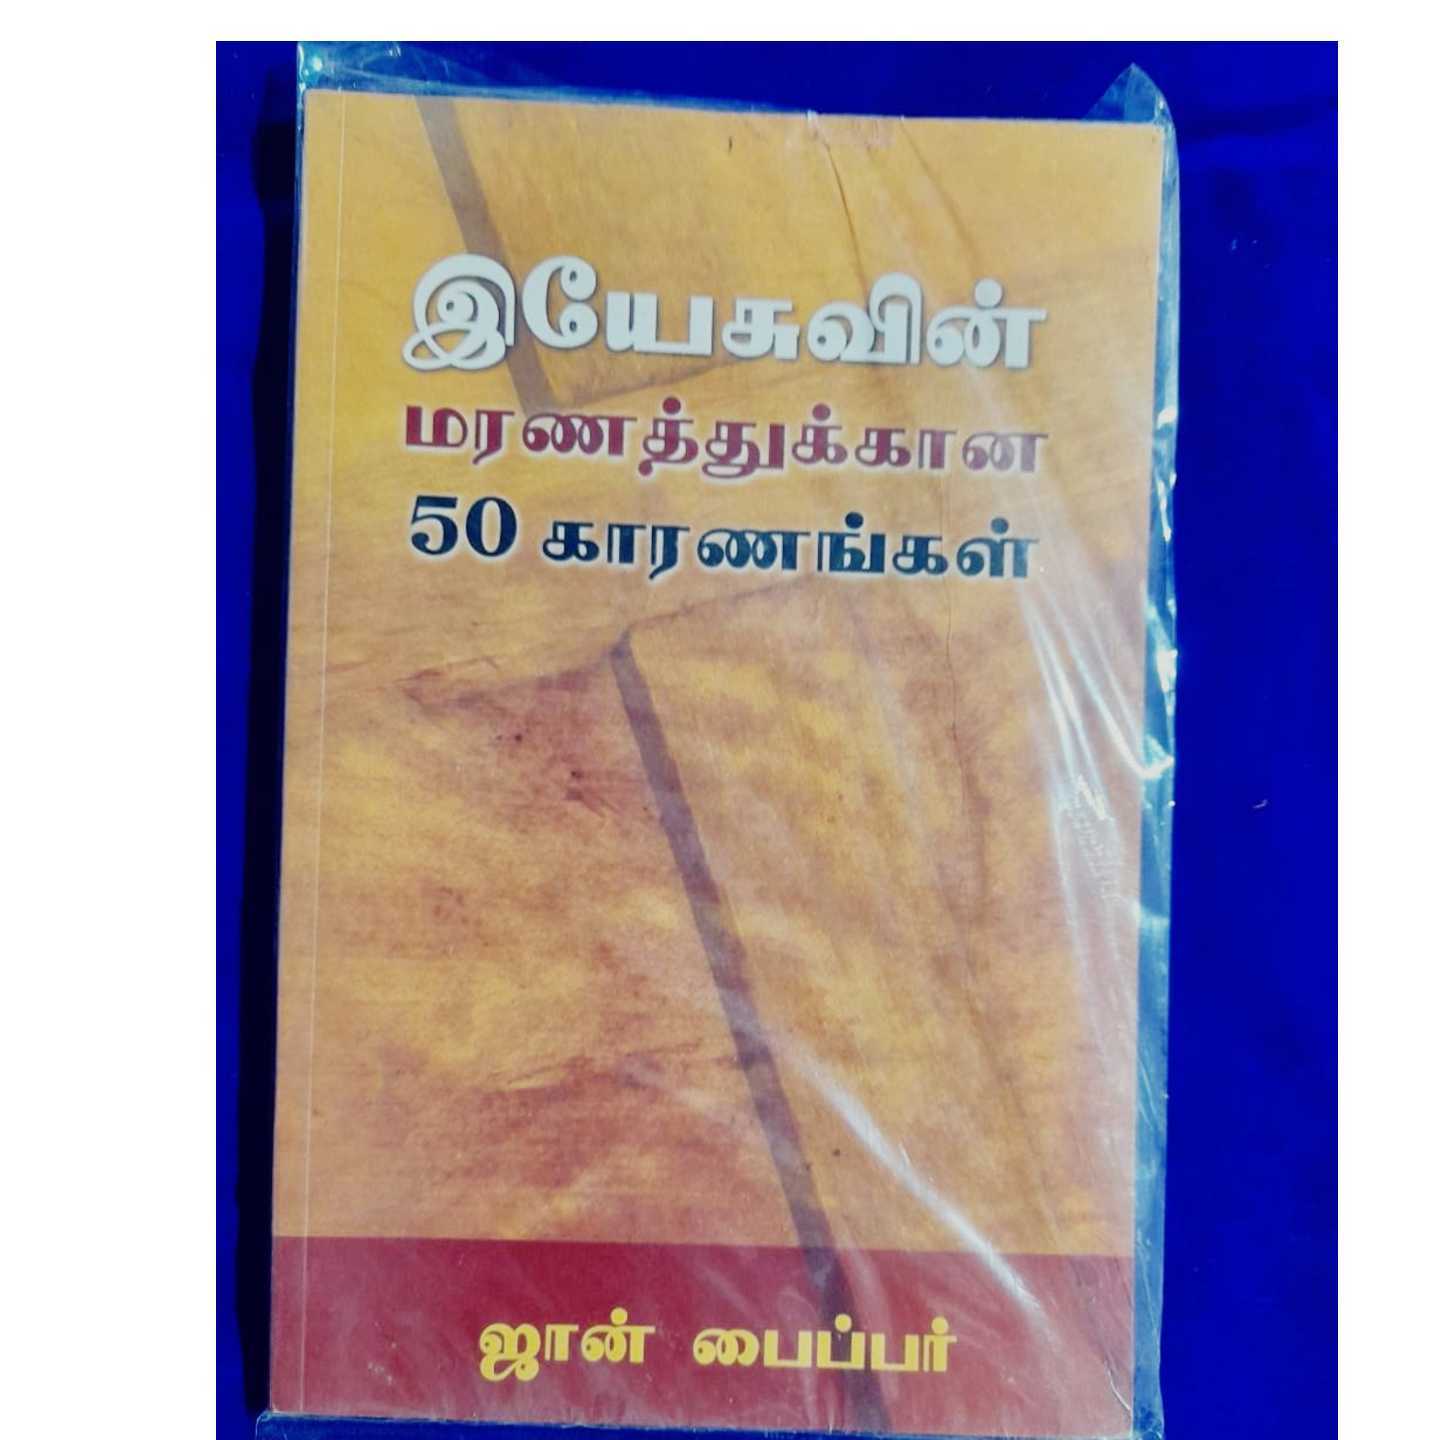 இயேசுவின்
மரணத்துக்கான
50 காரணங்கள்
ஜான் பைப்பர்